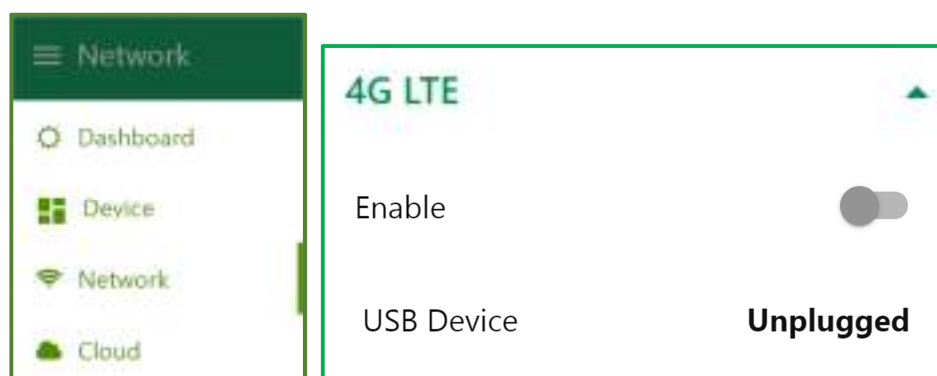 Network
Dashboard
Device
Network
Cloud
4G LTE
Enable
USB Device Unplugged